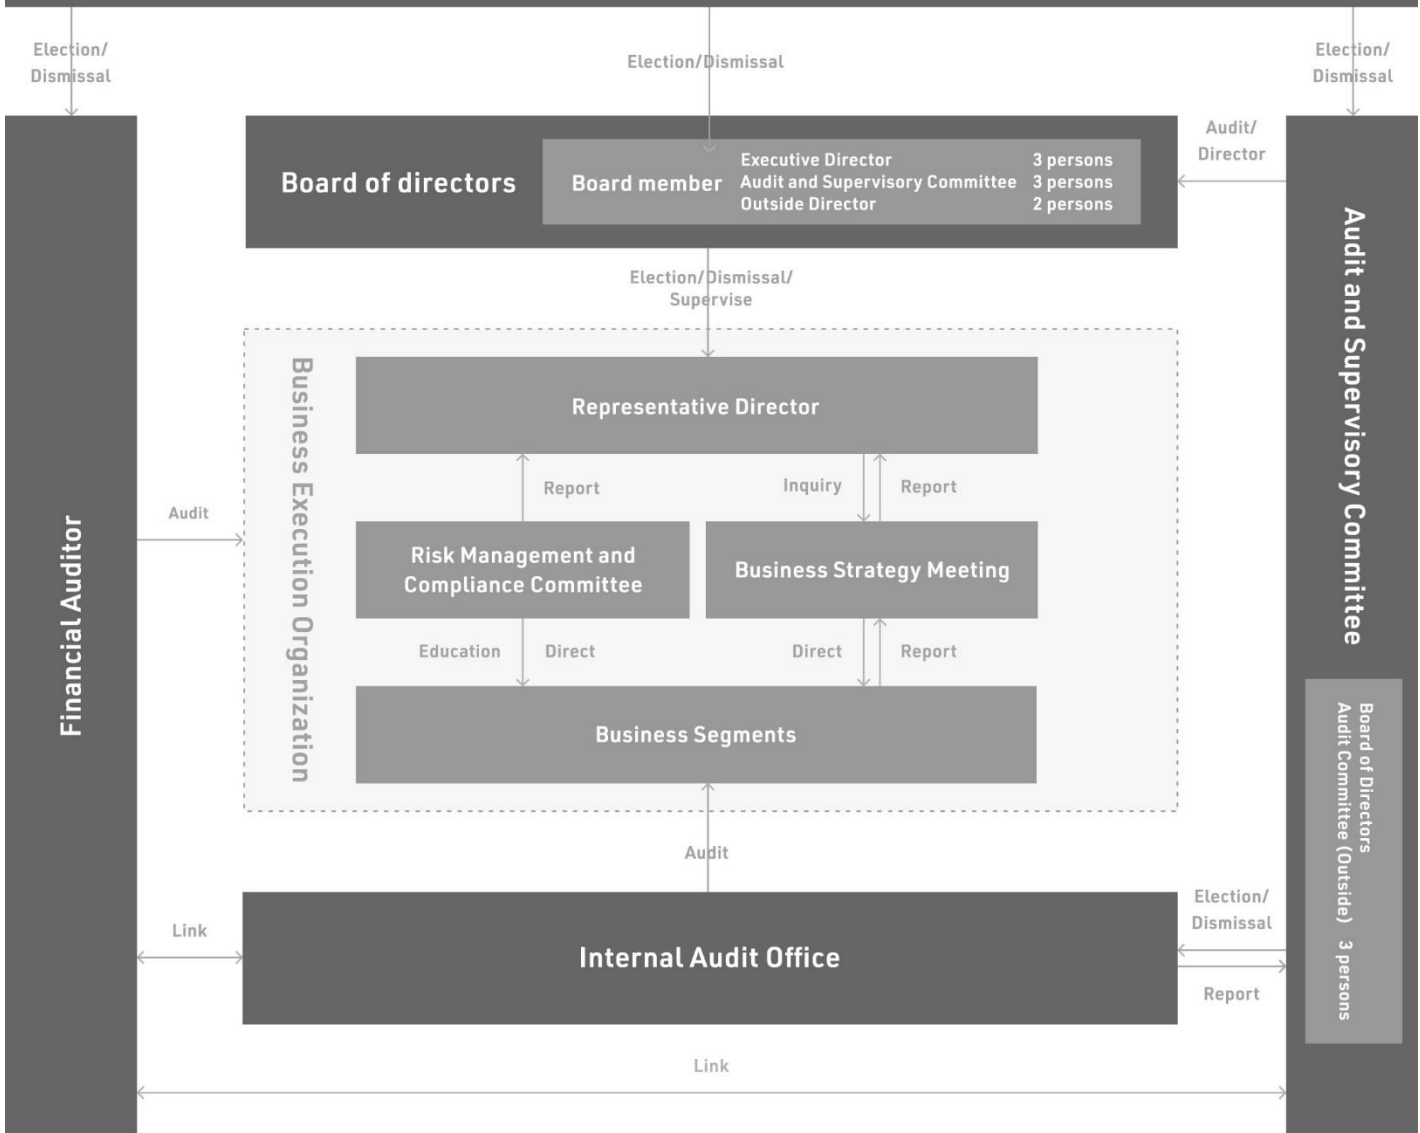 Election/
Dismissal
Election/Dismissal
Election/
Dismissal
Board of directors
Board member
Executive Director 3 persons
Audit and Supervisory Committee 3 persons
Outside Director 2 persons
Audit/
Director
Election/Dismissal/
Supervise
Financial Auditor
Audit
Business Execution Organization
Representative Director
Report
Inquiry
Report
Risk Management and
Compliance Committee
Business Strategy Meeting
Education
Direct
Direct
Report
Business Segments
Audit and Supervisory Committee
Board of Directors
Audit Committee (Outside) 3 persons
Audit
Link
Internal Audit Office
Election/
Dismissal
Report
Link